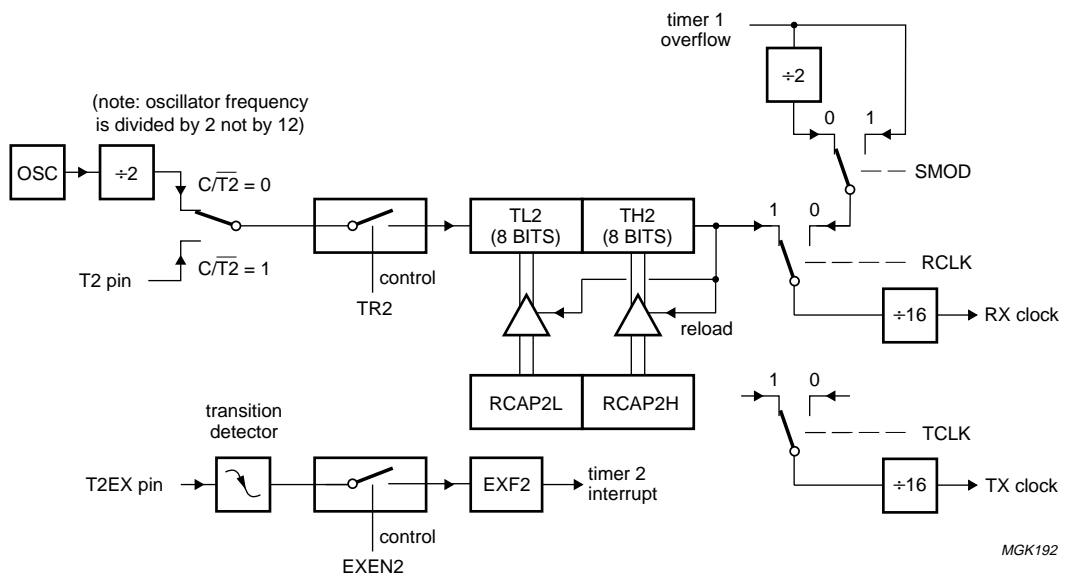 timer 1
overflow
÷2
(note: oscillator frequency
is divided by 2 not by 12)
0 1
OSC
÷2
C/T2̅ = 0
SMOD
TL2
(8 BITS)
TH2
(8 BITS)
1 0
T2 pin
C/T2̅ = 1
control
TR2
RCLK
reload
÷16
RX clock
RCAP2L
RCAP2H
1 0
transition
detector
TCLK
T2EX pin
EXF2
timer 2
interrupt
÷16
TX clock
control
EXEN2
MGK192